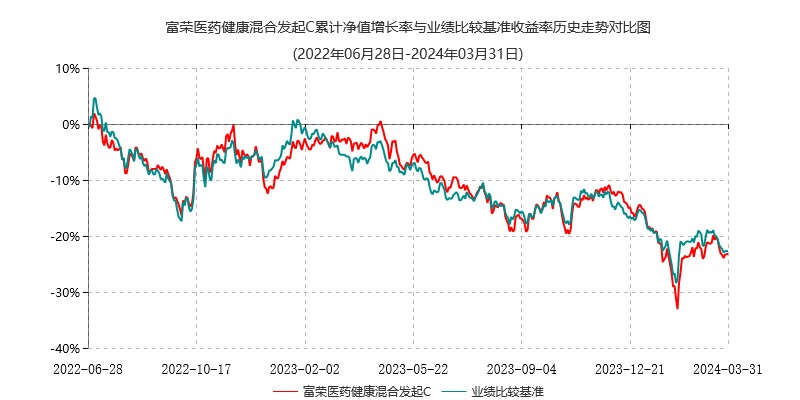 富荣医药健康混合发起C累计净值增长率与业绩比较基准收益率历史走势对比图
(2022年06月28日-2024年03月31日)
10%
0%
-10%
-20%
-30%
-40%
2022-06-28 2022-10-17 2023-02-02 2023-05-22 2023-09-04 2023-12-21 2024-03-31
富荣医药健康混合发起C 业绩比较基准